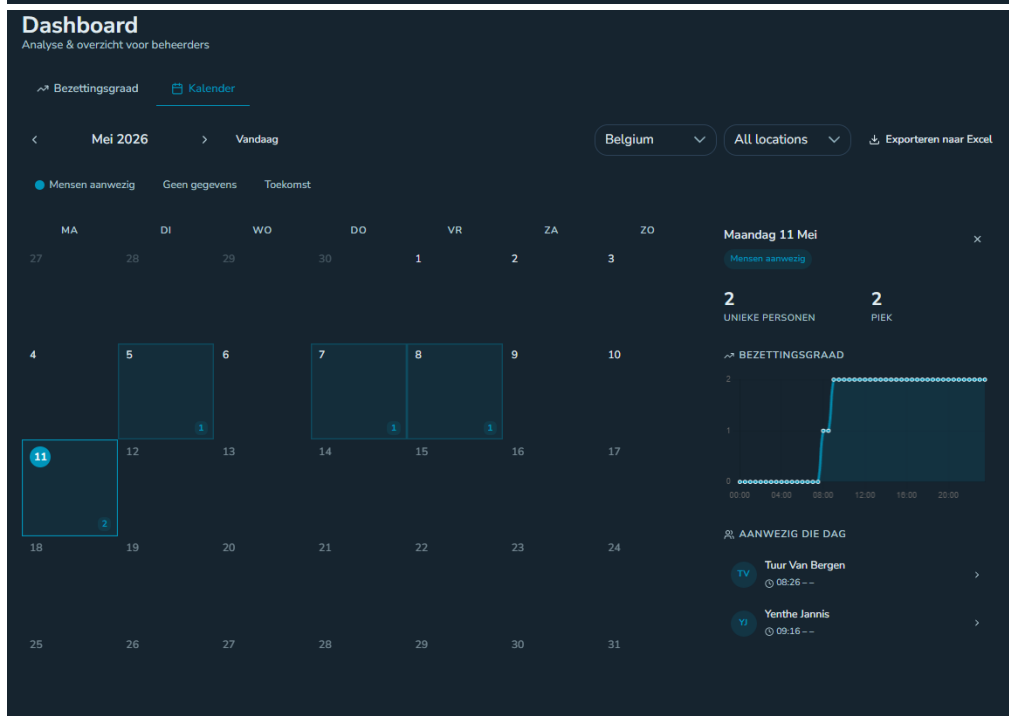 Dashboard
Analyse & overzicht voor beheerders
Bezettingsgraad Kalender
Mei 2026 Vandaag Belgium All locations Exporteren naar Excel
Mensen aanwezig Geen gegevens Toekomst
MA DI WO DO VR ZA ZO
27 28 29 30 1 2 3
4 5 6 7 8 9 10
1 1 1
11 12 13 14 15 16 17
2
18 19 20 21 22 23 24
25 26 27 28 29 30 31
Maandag 11 Mei
Mensen aanwezig
2 2
UNIEKE PERSONEN PIEK
BEZETTINGSGRAAD
2
1
0
00:00 04:00 08:00 12:00 16:00 20:00
AANWEZIG DIE DAG
TV Tuur Van Bergen
08:26 – –
YJ Yenthe Jannis
09:16 – –